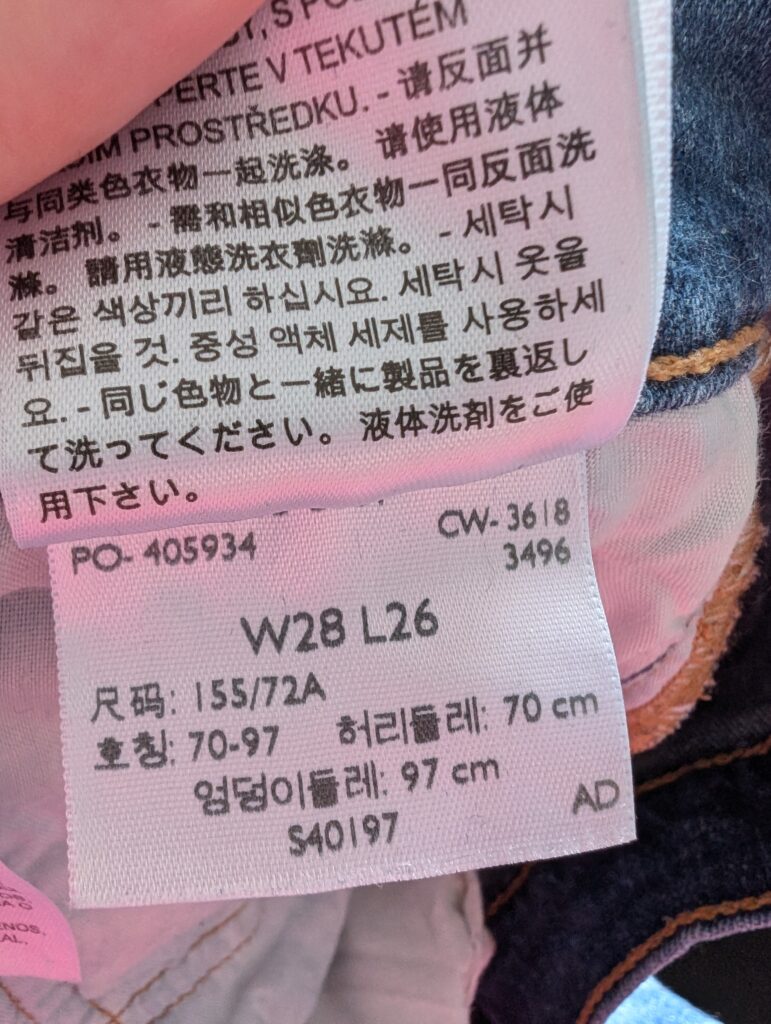 PERTE V TEKUTÉM
PROSTŘEDKU. - 请反面并
与同类色衣物一起洗涤。 请使用液体
清洁剂。 - 需和相似色衣物一同反面洗
滌。 請用液態洗衣劑洗滌。 - 세탁시
같은 색상끼리 하십시요. 세탁시 옷을
뒤집을 것. 중성 액체 세제를 사용하세
요. - 同じ色物と一緒に製品を裏返し
て洗ってください。 液体洗剤をご使
用下さい。
PO- 405934
CW- 3618
3496
W28 L26
尺码: 155/72A
호칭: 70-97 허리둘레: 70 cm
엉덩이둘레: 97 cm
S40197
AD